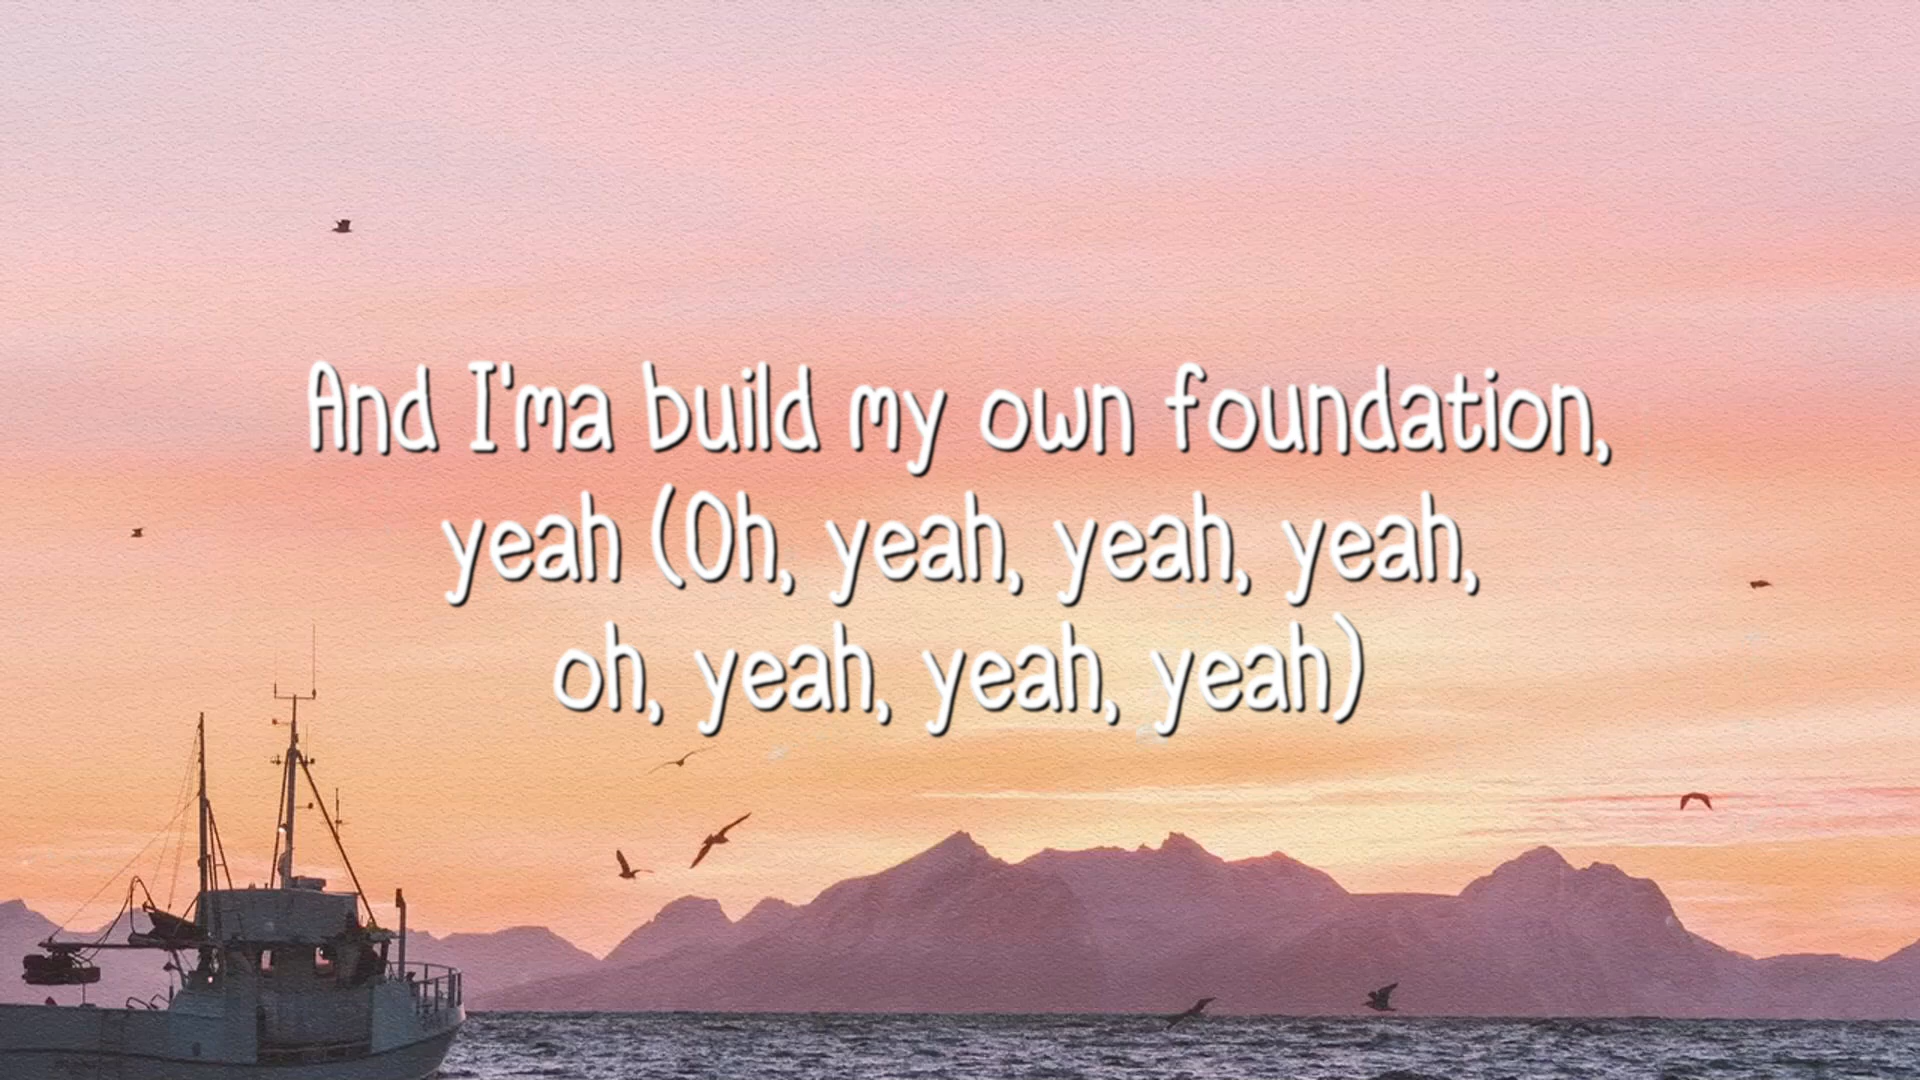 And I'ma build my own foundation,
yeah (Oh, yeah, yeah, yeah,
oh, yeah, yeah, yeah)